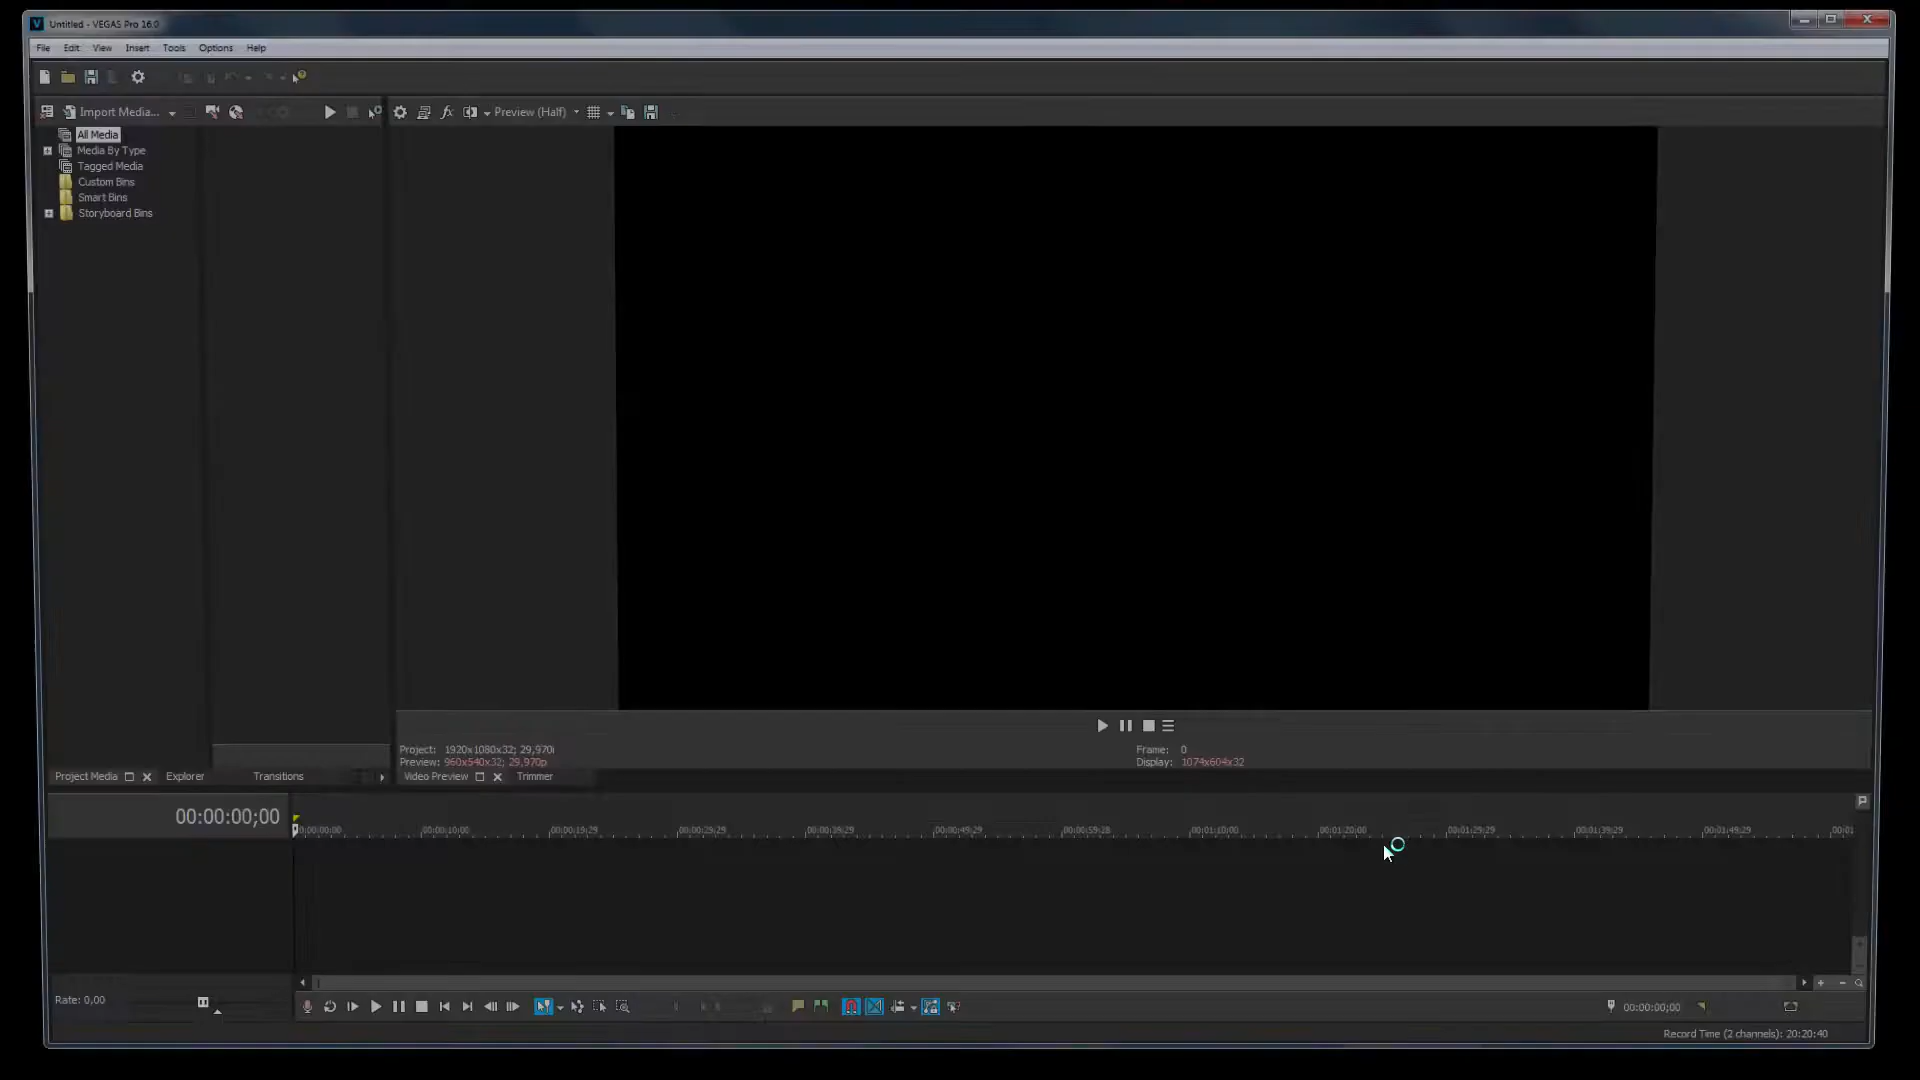 Untitled - VEGAS Pro 16.0
File Edit View Insert Tools Options Help
Import Media...
Preview (Half)
All Media
Media By Type
Tagged Media
Custom Bins
Smart Bins
Storyboard Bins
Project: 1920x1080x32; 29,970i
Preview: 960x540x32; 29,970p
Frame: 0
Display: 1074x604x32
Project Media Explorer Transitions
Video Preview Trimmer
00:00:00;00
00:00:00;00 00:00:10;00 00:00:19;29 00:00:29;29 00:00:39;29 00:00:49;29 00:00:59;28 00:01:10;00 00:01:20;00 00:01:29;29 00:01:39;29 00:01:49;29 00:01
Rate: 0,00
00:00:00;00
Record Time (2 channels): 20:20:40